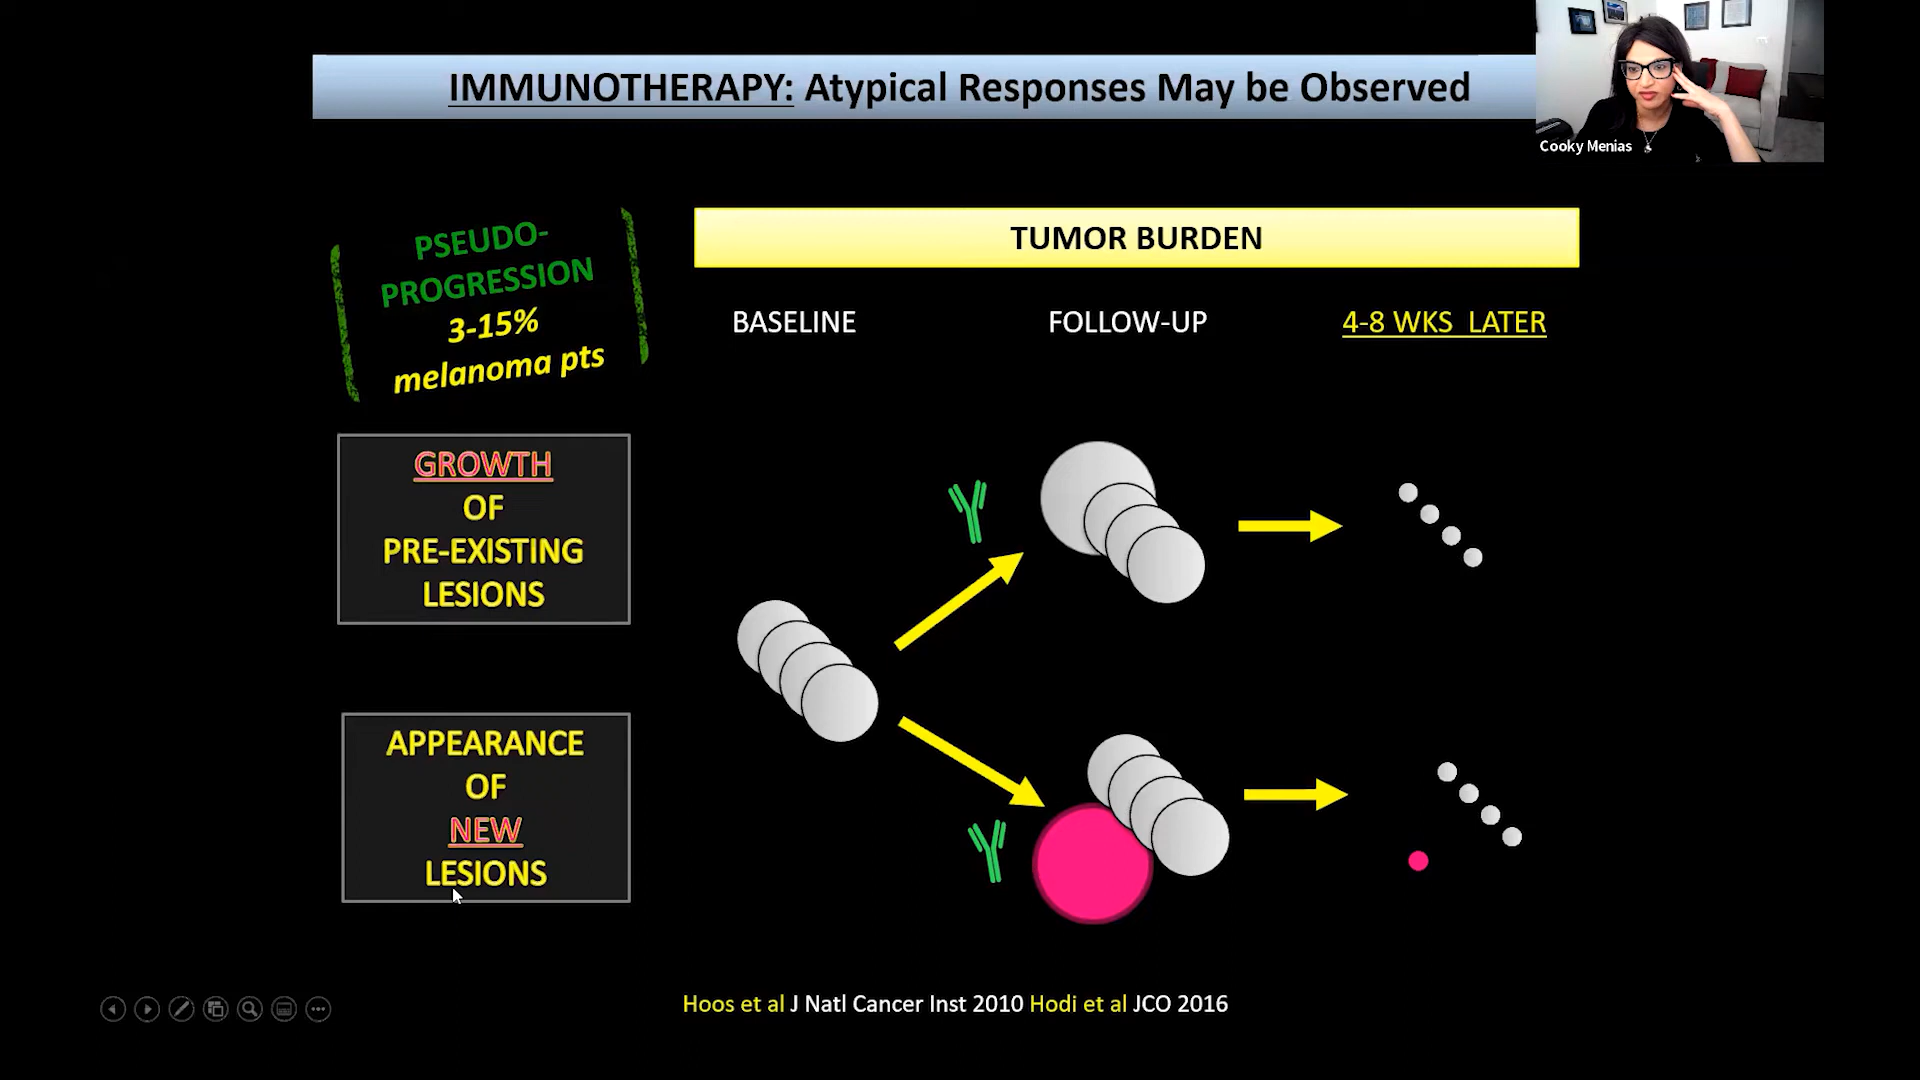 IMMUNOTHERAPY: Atypical Responses May be Observed
Cooky Menias
PSEUDO-
PROGRESSION
3-15%
melanoma pts
TUMOR BURDEN
BASELINE
FOLLOW-UP
4-8 WKS LATER
GROWTH
OF
PRE-EXISTING
LESIONS
APPEARANCE
OF
NEW
LESIONS
Hoos et al J Natl Cancer Inst 2010 Hodi et al JCO 2016